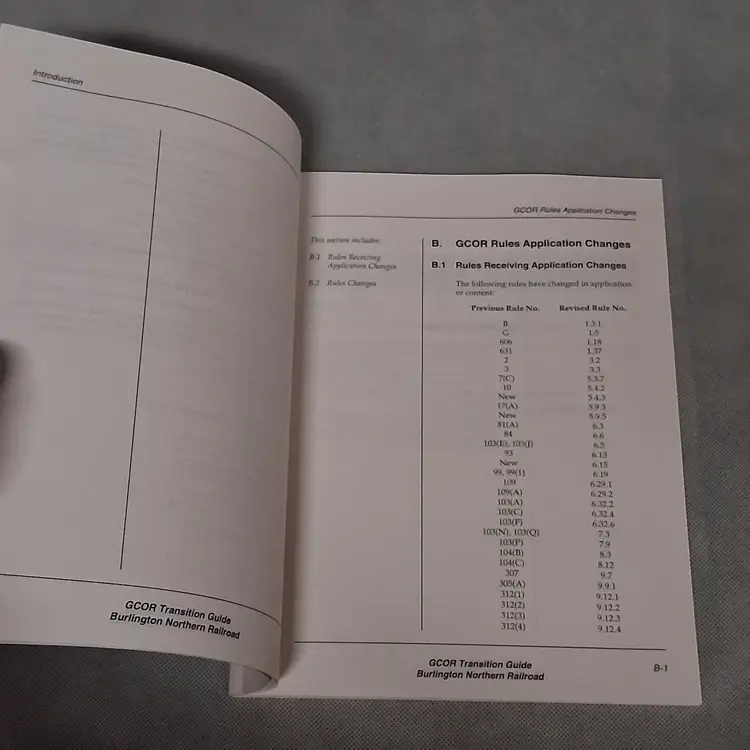 Introduction
GCOR Transition Guide
Burlington Northern Railroad
GCOR Rules Application Changes
This section includes:
B.1 Rules Receiving
Application Changes
B.2 Rules Changes
B. GCOR Rules Application Changes
B.1 Rules Receiving Application Changes
The following rules have changed in application
or content:
Previous Rule No. Revised Rule No.
B 1.3.1
G 1.5
606 1.18
631 1.37
2 3.2
3 3.3
7(C) 5.3.7
10 5.4.2
New 5.4.3
17(A) 5.9.3
New 5.9.5
81(A) 6.3
84 6.6
103(E), 103(J) 6.5
93 6.13
New 6.15
99, 99(1) 6.19
109 6.29.1
109(A) 6.29.2
103(A) 6.32.2
103(C) 6.32.4
103(F) 6.32.6
103(N), 103(Q) 7.3
103(P) 7.9
104(B) 8.3
104(C) 8.12
307 9.7
305(A) 9.9.1
312(1) 9.12.1
312(2) 9.12.2
312(3) 9.12.3
312(4) 9.12.4
GCOR Transition Guide
Burlington Northern Railroad
B-1